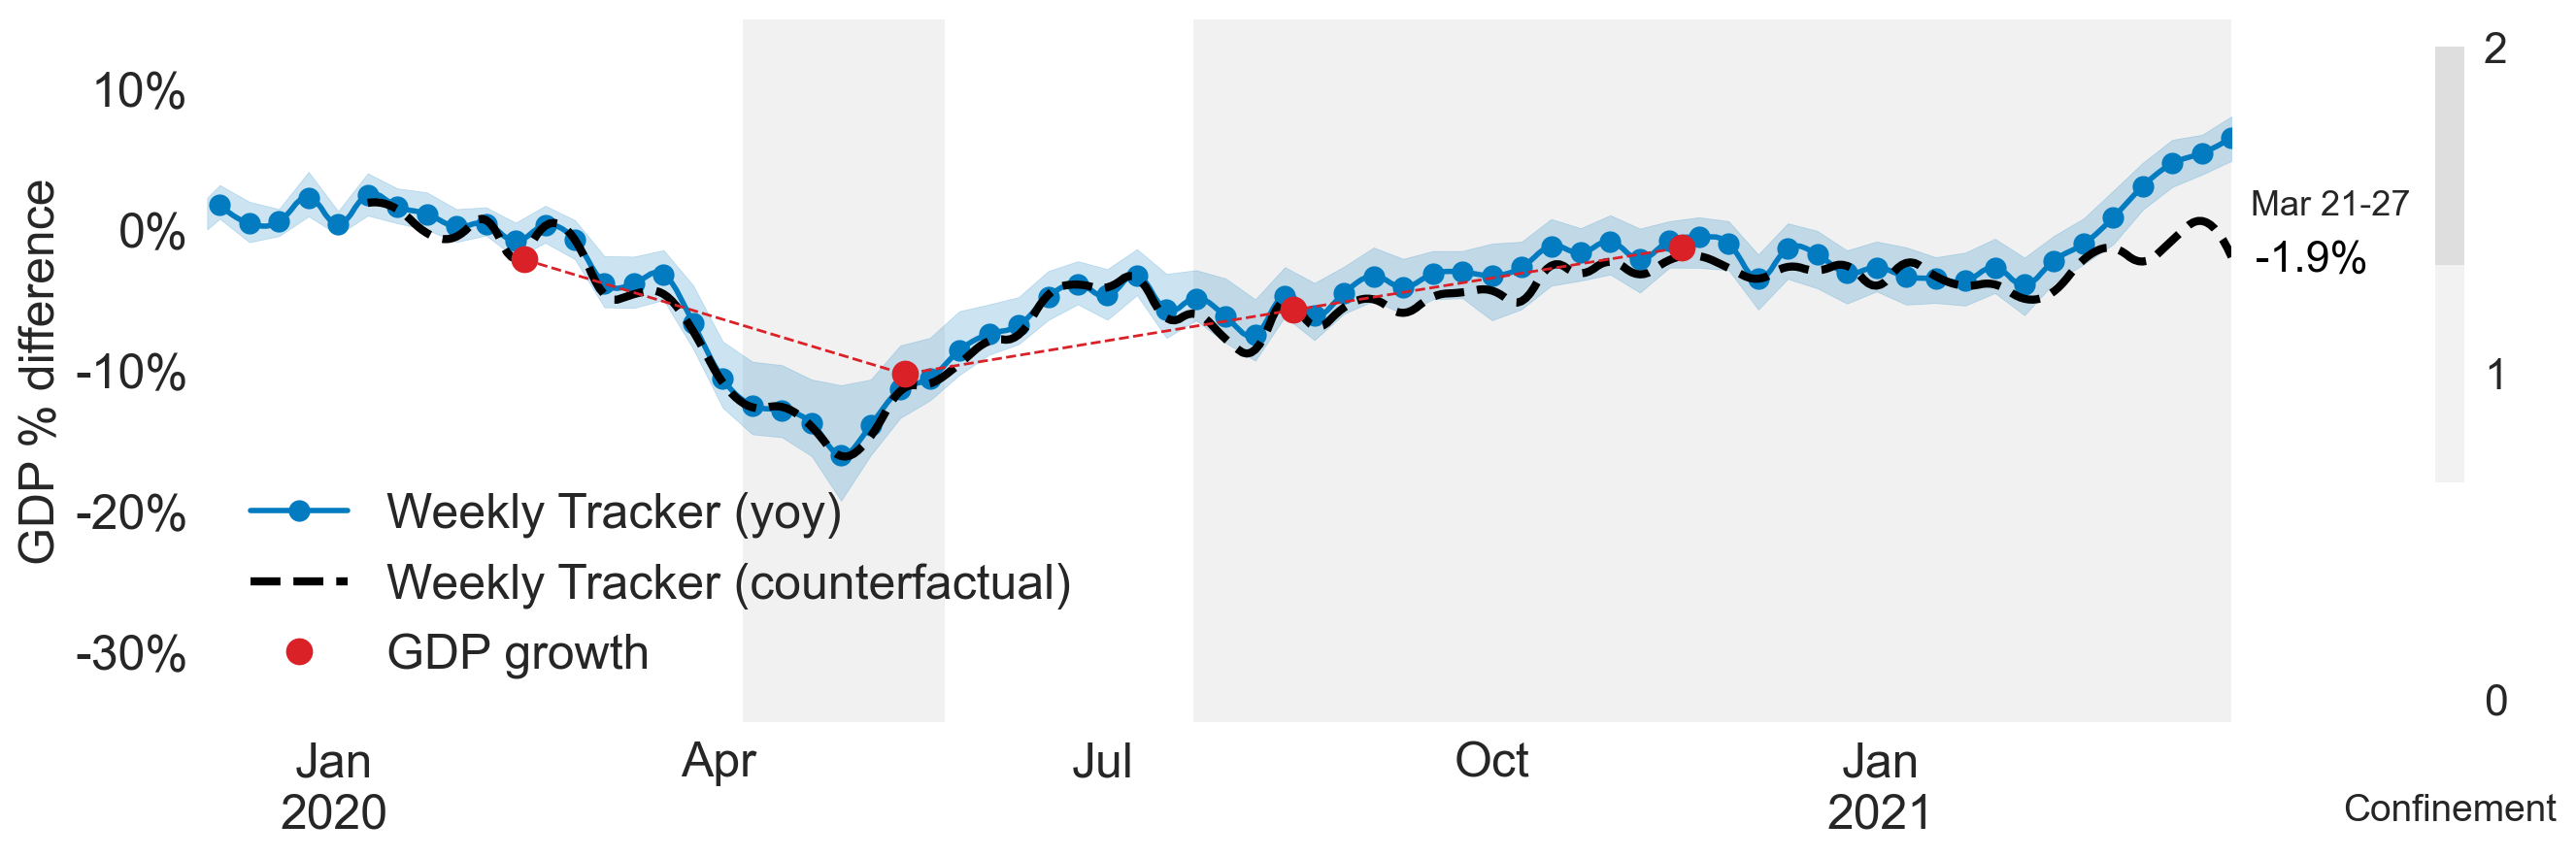 GDP % difference
10%
0%
-10%
-20%
-30%
Weekly Tracker (yoy)
Weekly Tracker (counterfactual)
GDP growth
Jan
2020
Apr
Jul
Oct
Jan
2021
Mar 21-27
-1.9%
2
1
0
Confinement